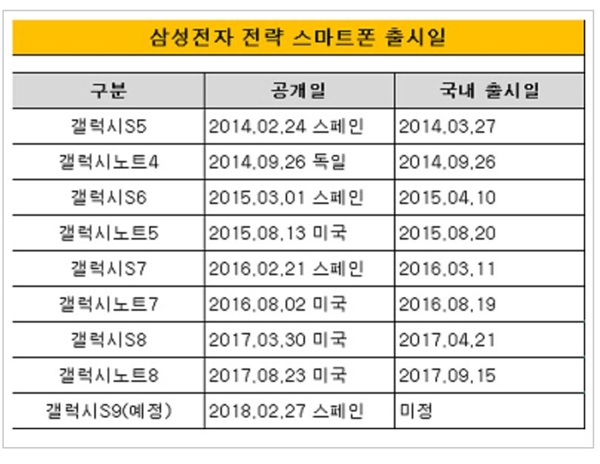 삼성전자 전략 스마트폰 출시일
구분 공개일 국내 출시일
갤럭시S5 2014.02.24 스페인 2014.03.27
갤럭시노트4 2014.09.26 독일 2014.09.26
갤럭시S6 2015.03.01 스페인 2015.04.10
갤럭시노트5 2015.08.13 미국 2015.08.20
갤럭시S7 2016.02.21 스페인 2016.03.11
갤럭시노트7 2016.08.02 미국 2016.08.19
갤럭시S8 2017.03.30 미국 2017.04.21
갤럭시노트8 2017.08.23 미국 2017.09.15
갤럭시S9(예정) 2018.02.27 스페인 미정